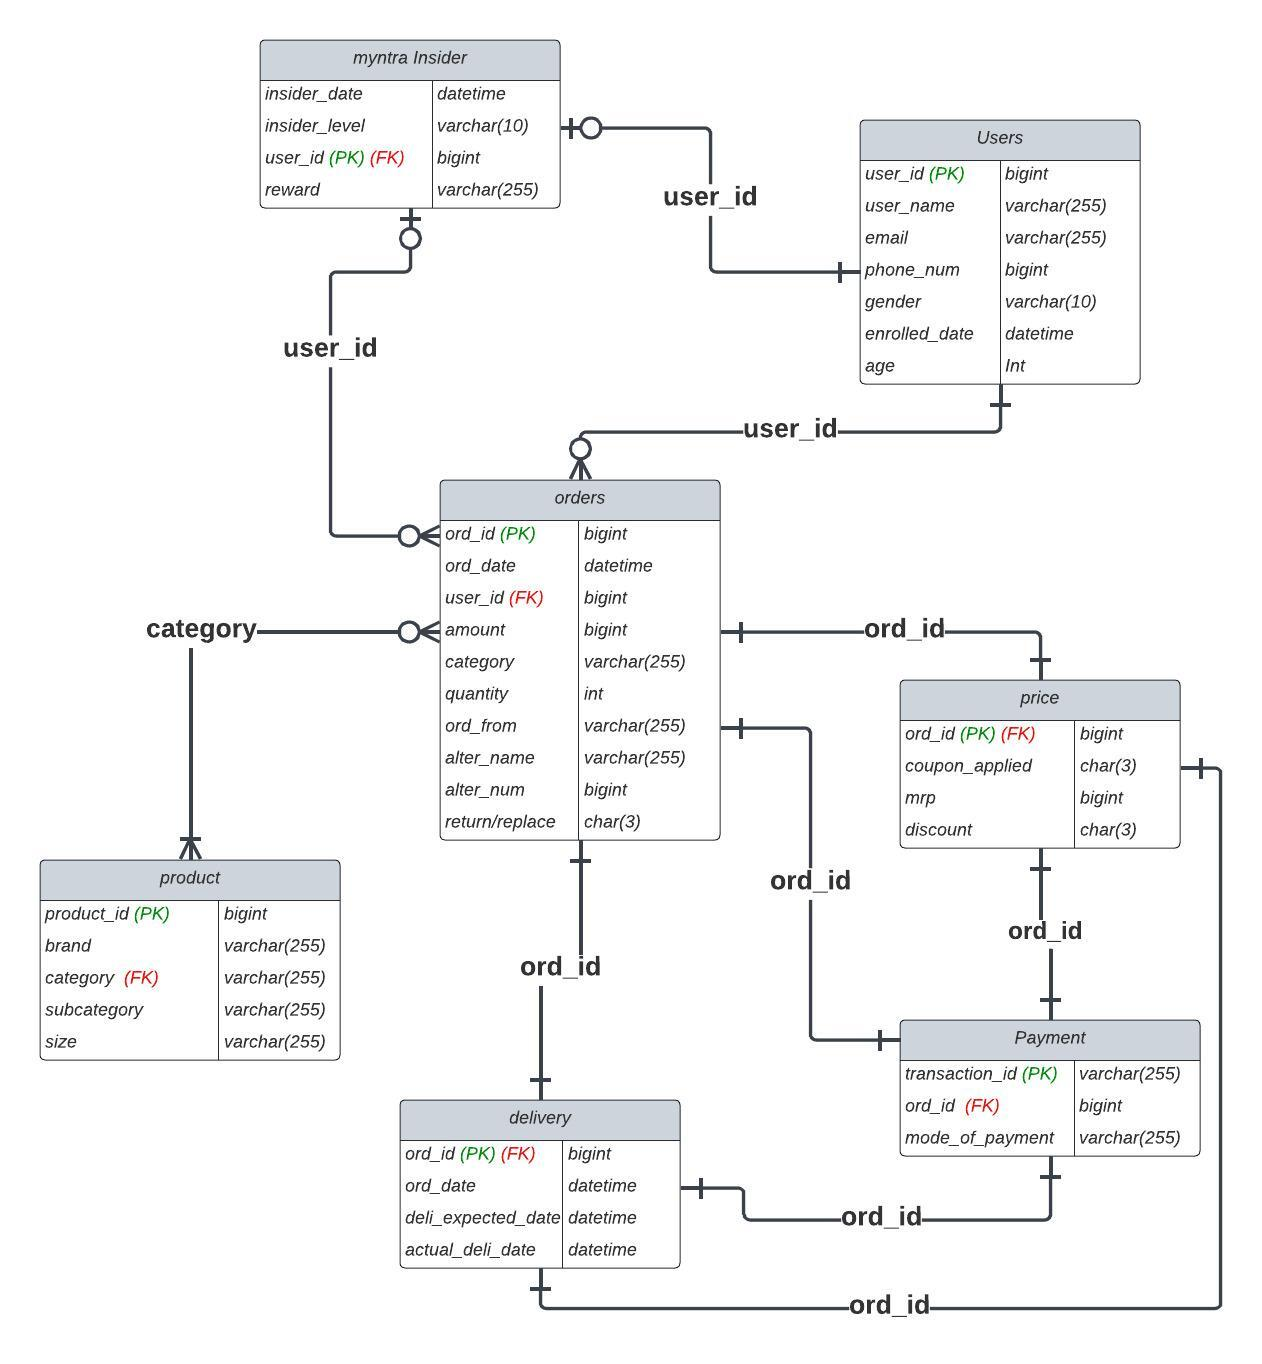 myntra Insider
insider_date datetime
insider_level varchar(10)
user_id (PK) (FK) bigint
reward varchar(255)
user_id
Users
user_id (PK) bigint
user_name varchar(255)
email varchar(255)
phone_num bigint
gender varchar(10)
enrolled_date datetime
age Int
user_id
user_id
orders
ord_id (PK) bigint
ord_date datetime
user_id (FK) bigint
amount bigint
category varchar(255)
quantity int
ord_from varchar(255)
alter_name varchar(255)
alter_num bigint
return/replace char(3)
category
ord_id
price
ord_id (PK) (FK) bigint
coupon_applied char(3)
mrp bigint
discount char(3)
product
product_id (PK) bigint
brand varchar(255)
category (FK) varchar(255)
subcategory varchar(255)
size varchar(255)
ord_id
ord_id
ord_id
Payment
transaction_id (PK) varchar(255)
ord_id (FK) bigint
mode_of_payment varchar(255)
delivery
ord_id (PK) (FK) bigint
ord_date datetime
deli_expected_date datetime
actual_deli_date datetime
ord_id
ord_id